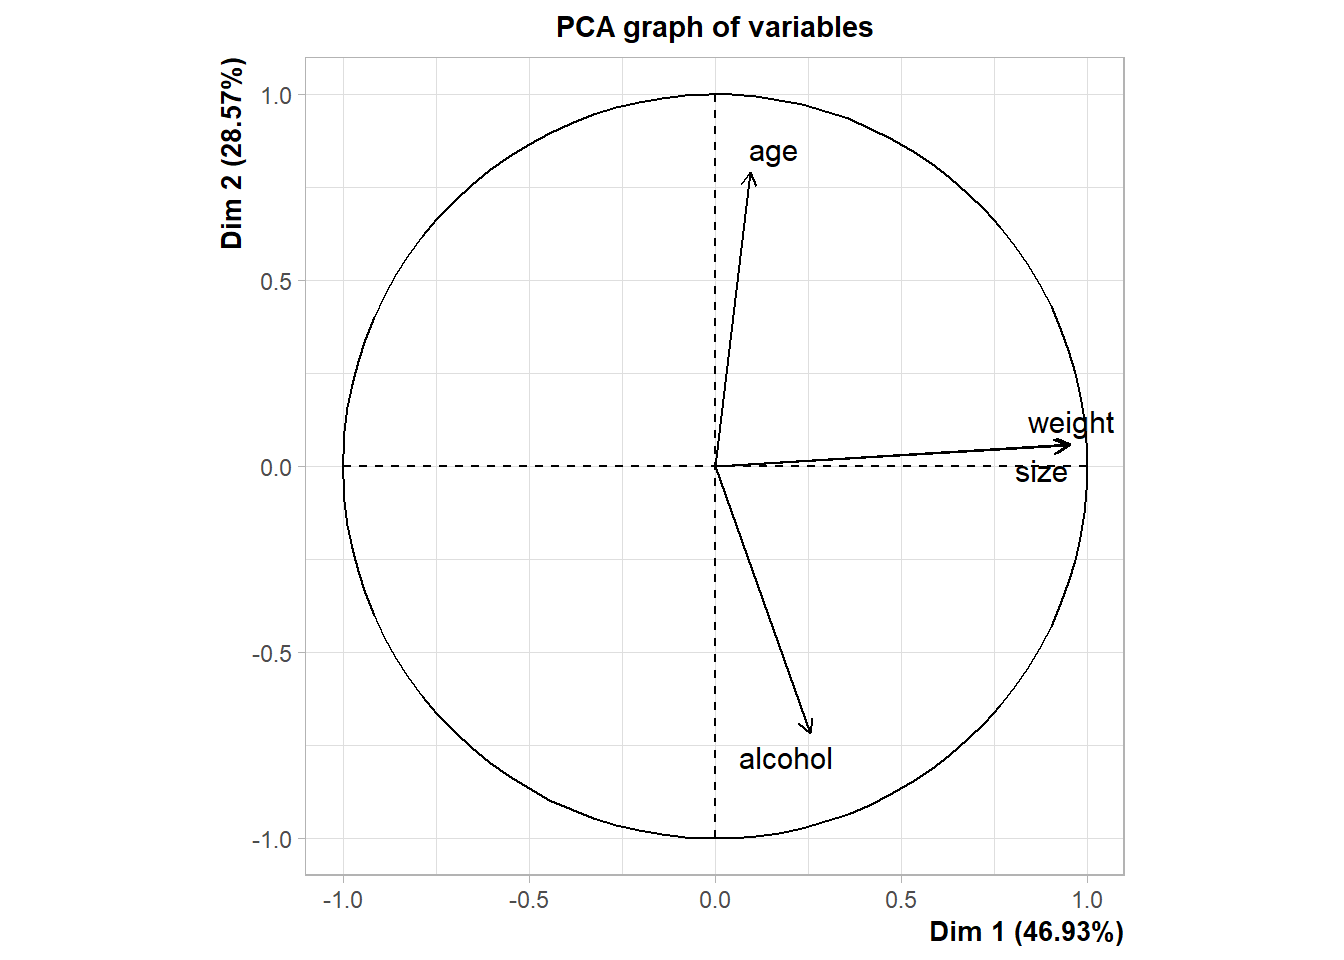 PCA graph of variables
Dim 2 (28.57%)
1.0
0.5
0.0
-0.5
-1.0
age
weight
size
alcohol
-1.0
-0.5
0.0
0.5
1.0
Dim 1 (46.93%)